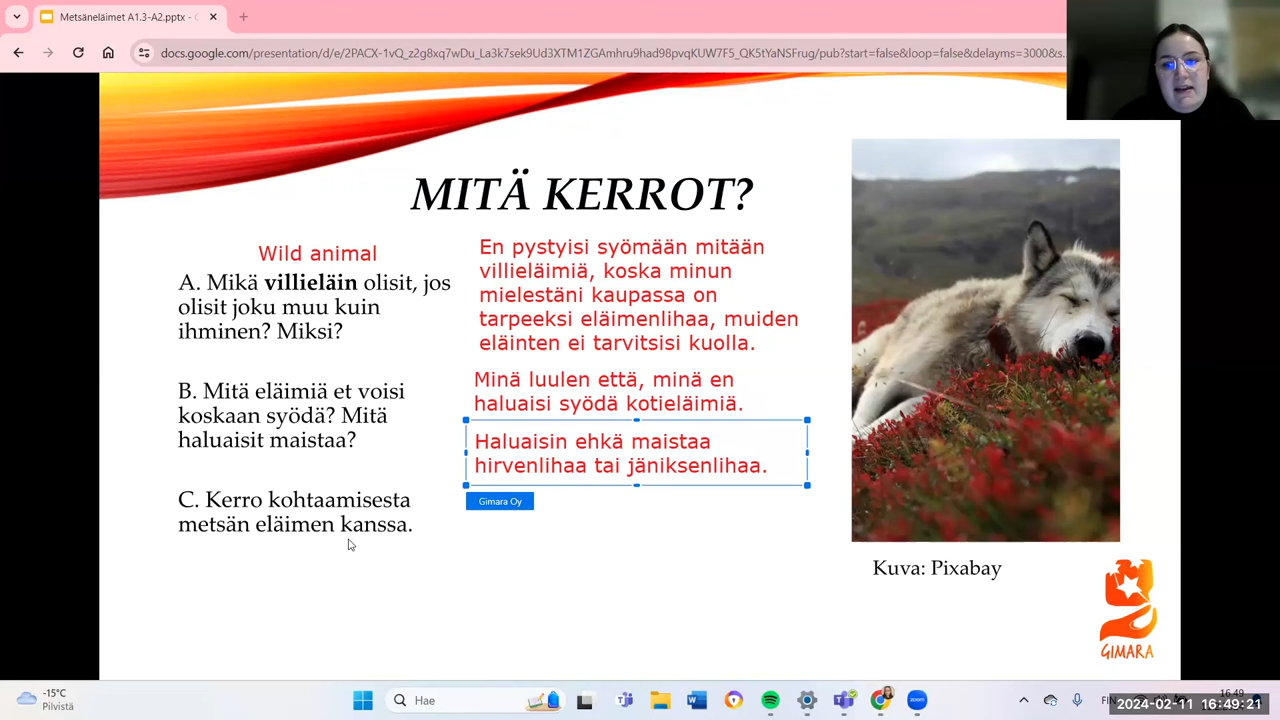 Metsäneläimet A1.3-A2.pptx - G
docs.google.com/presentation/d/e/2PACX-1vQ_z2g8xq7wDu_La3k7sek9Ud3XTM1ZGAmhru9had98pvqKUW7F5_QK5tYaNSFrug/pub?start=false&loop=false&delayms=3000&s
MITÄ KERROT?
Wild animal
A. Mikä villieläin olisit, jos
olisit joku muu kuin
ihminen? Miksi?
B. Mitä eläimiä et voisi
koskaan syödä? Mitä
haluaisit maistaa?
C. Kerro kohtaamisesta
metsän eläimen kanssa.
En pystyisi syömään mitään
villieläimiä, koska minun
mielestäni kaupassa on
tarpeeksi eläimenlihaa, muiden
eläinten ei tarvitsisi kuolla.
Minä luulen että, minä en
haluaisi syödä kotieläimiä.
Haluaisin ehkä maistaa
hirvenlihaa tai jäniksenlihaa.
Gimara Oy
Kuva: Pixabay
GIMARA
-15°C
Pilvistä
Hae
zoom
FIN
16.49
2024-02-11 16:49:21